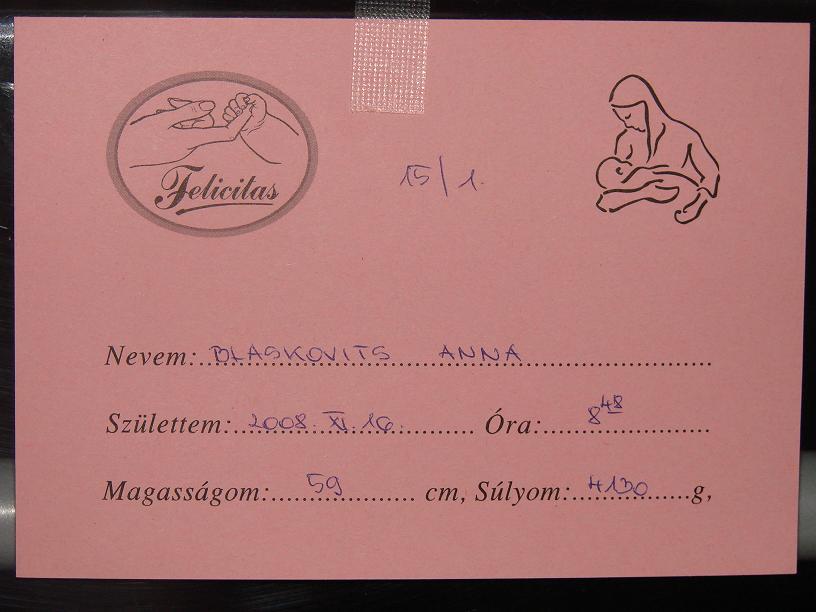 Felicitas
15/1.
Nevem: BLASKOVITS ANNA
Születtem: 2008. XI. 16. Óra: 8 48
Magasságom: 59 cm, Súlyom: 4130 g,